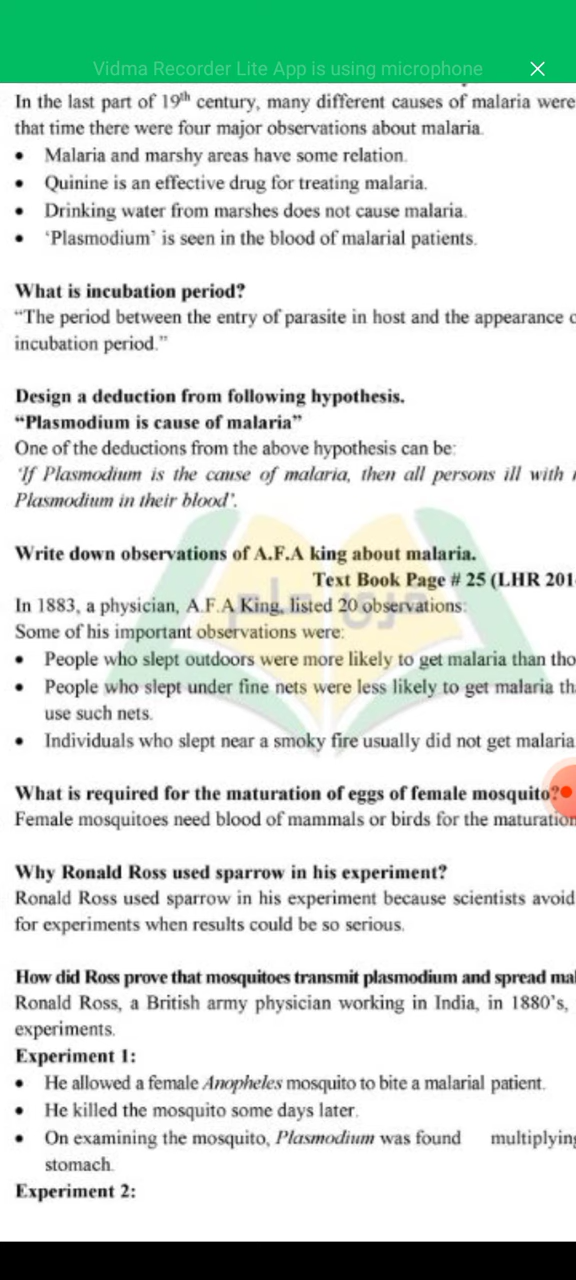 Vidma Recorder Lite App is using microphone
In the last part of 19th century, many different causes of malaria were
that time there were four major observations about malaria.
• Malaria and marshy areas have some relation.
• Quinine is an effective drug for treating malaria.
• Drinking water from marshes does not cause malaria.
• ‘Plasmodium’ is seen in the blood of malarial patients.
What is incubation period?
“The period between the entry of parasite in host and the appearance
incubation period.”
Design a deduction from following hypothesis.
“Plasmodium is cause of malaria”
One of the deductions from the above hypothesis can be:
‘If Plasmodium is the cause of malaria, then all persons ill with
Plasmodium in their blood’.
Write down observations of A.F.A king about malaria.
Text Book Page # 25 (LHR 201
In 1883, a physician, A.F.A King, listed 20 observations:
Some of his important observations were:
• People who slept outdoors were more likely to get malaria than tho
• People who slept under fine nets were less likely to get malaria th
use such nets.
• Individuals who slept near a smoky fire usually did not get malaria
What is required for the maturation of eggs of female mosquito?
Female mosquitoes need blood of mammals or birds for the maturation
Why Ronald Ross used sparrow in his experiment?
Ronald Ross used sparrow in his experiment because scientists avoid
for experiments when results could be so serious.
How did Ross prove that mosquitoes transmit plasmodium and spread mal
Ronald Ross, a British army physician working in India, in 1880’s,
experiments.
Experiment 1:
• He allowed a female Anopheles mosquito to bite a malarial patient.
• He killed the mosquito some days later.
• On examining the mosquito, Plasmodium was found multiplying
stomach.
Experiment 2: